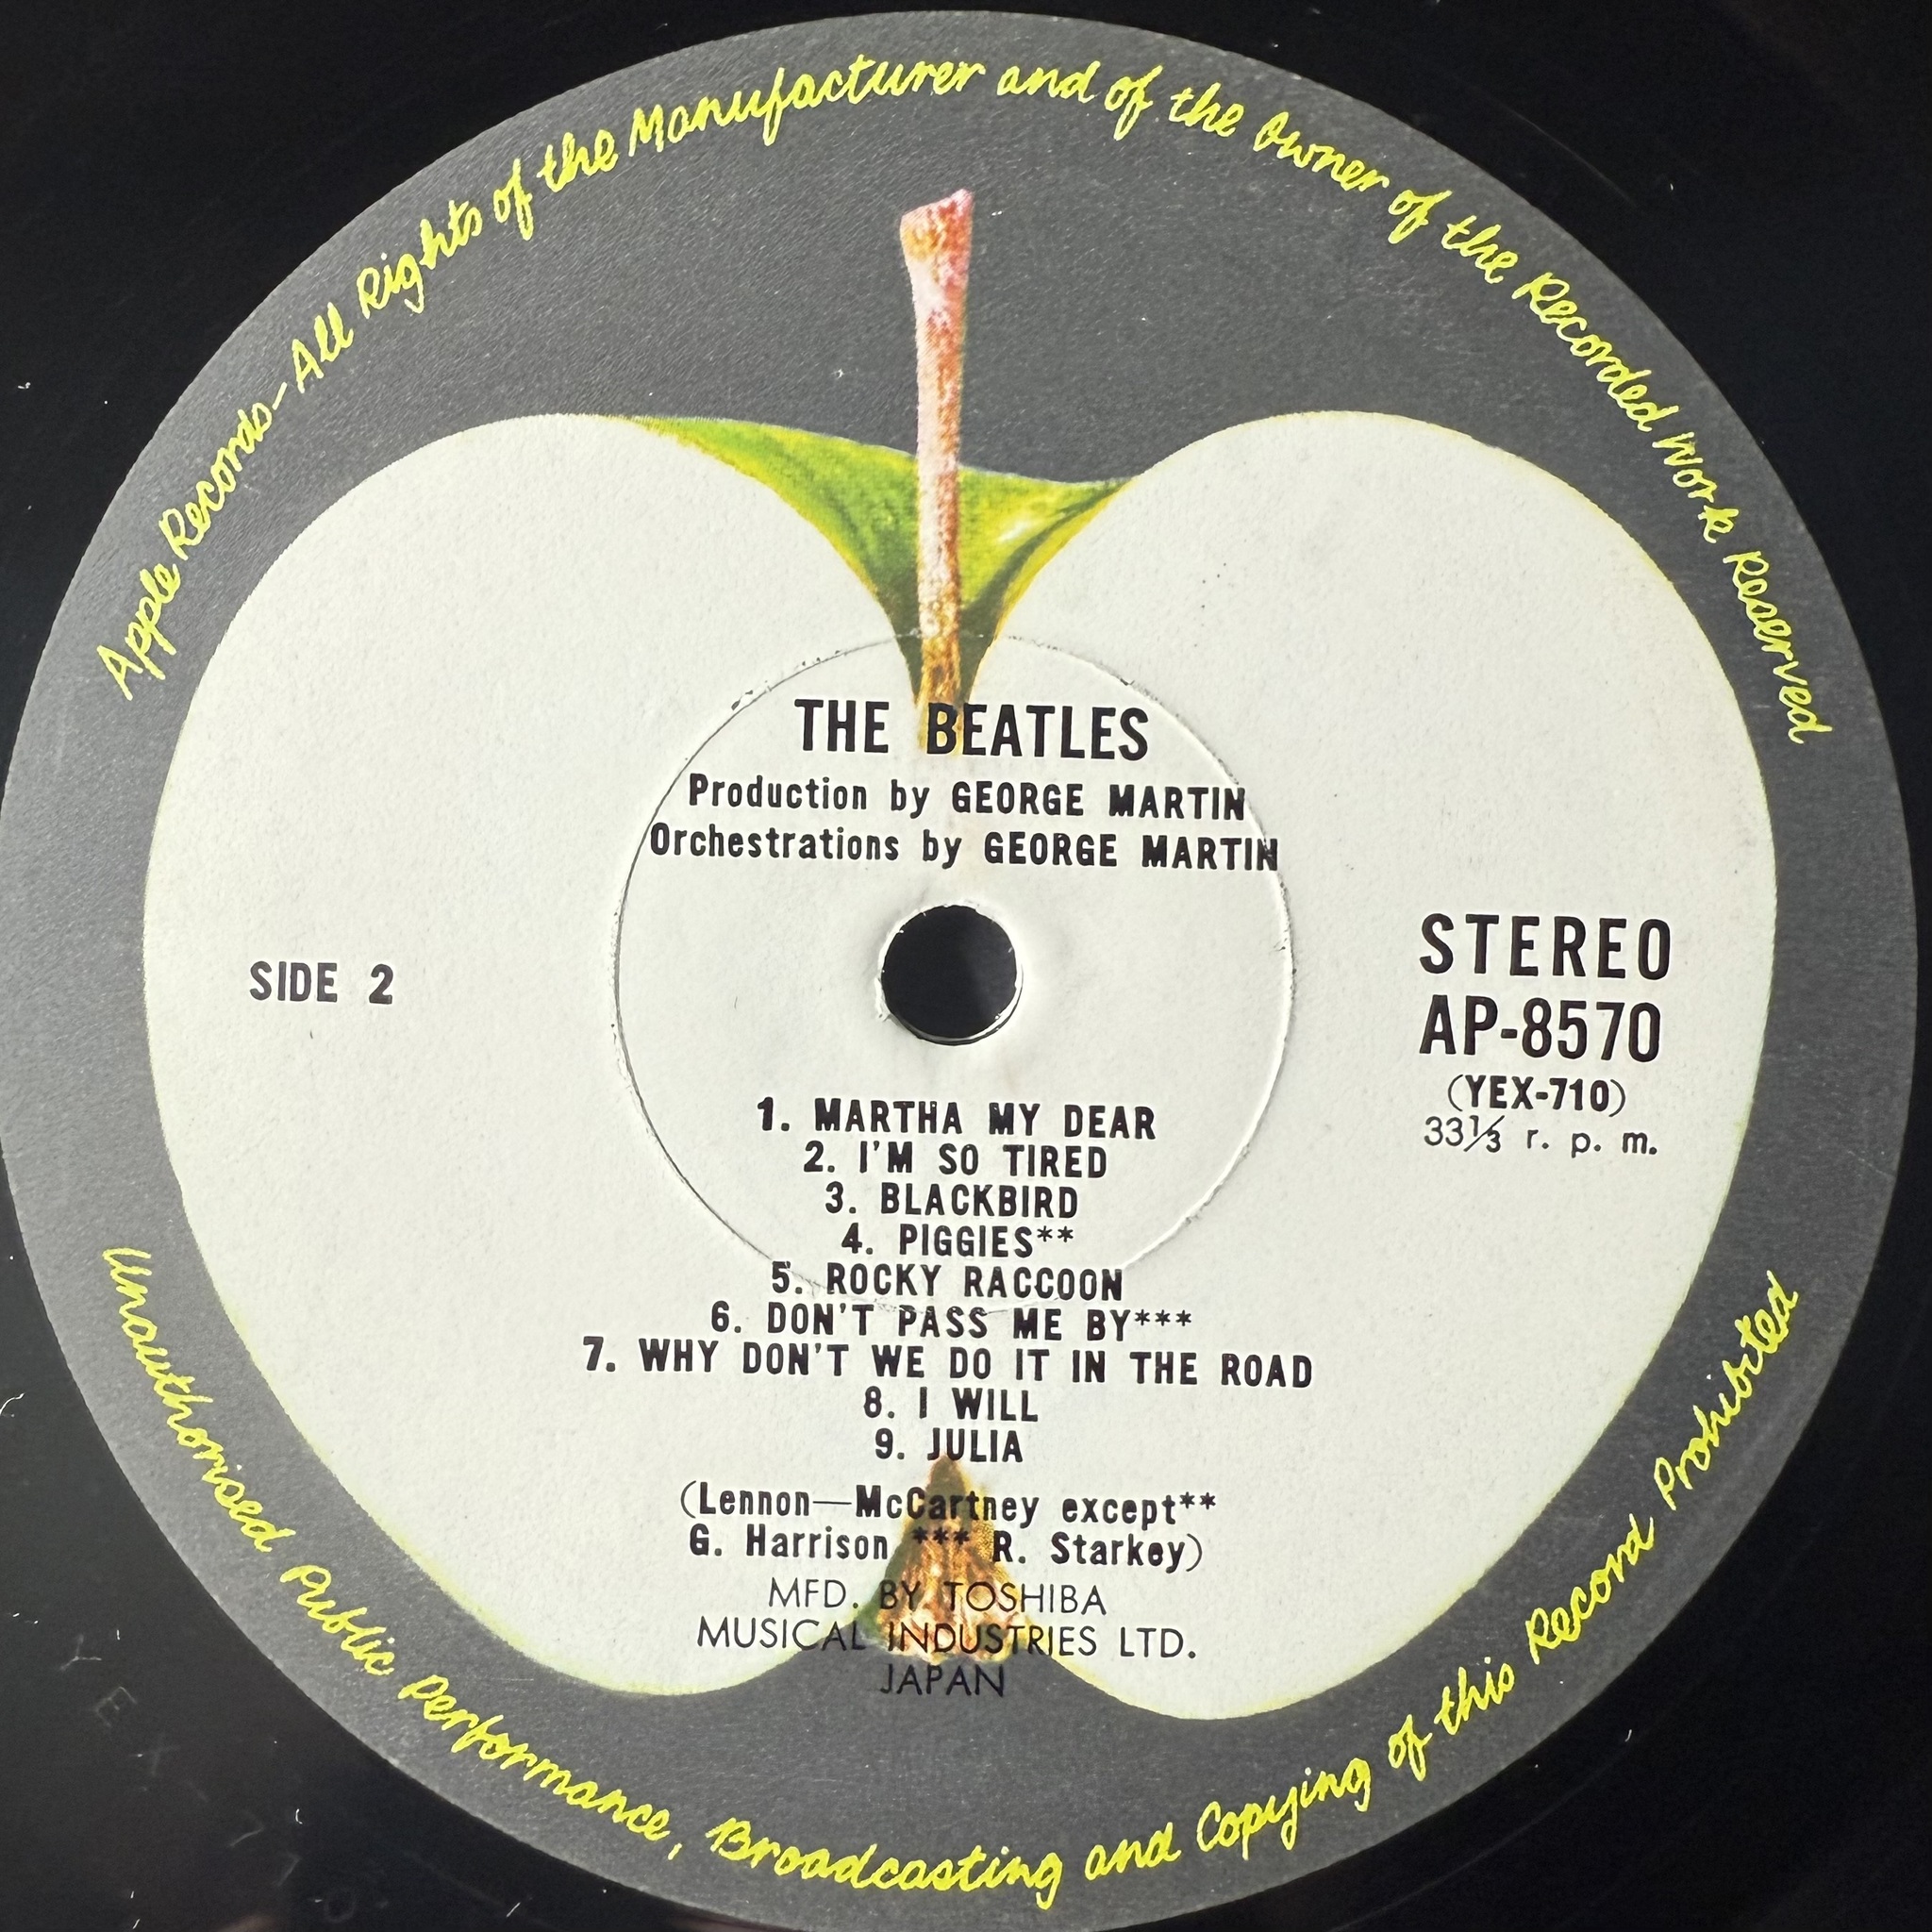 Apple Records-All Rights of the Manufacturer and of the Owner of the Recorded Work Reserved
THE BEATLES
Production by GEORGE MARTIN
Orchestrations by GEORGE MARTIN
SIDE 2
STEREO
AP-8570
(YEX-710)
33⅓ r. p. m.
1. MARTHA MY DEAR
2. I'M SO TIRED
3. BLACKBIRD
4. PIGGIES**
5. ROCKY RACCOON
6. DON'T PASS ME BY***
7. WHY DON'T WE DO IT IN THE ROAD
8. I WILL
9. JULIA
(Lennon—McCartney except**
G. Harrison *** R. Starkey)
MFD. BY TOSHIBA
MUSICAL INDUSTRIES LTD.
JAPAN
Unauthorised Public Performance, Broadcasting and Copying of this Record Prohibited